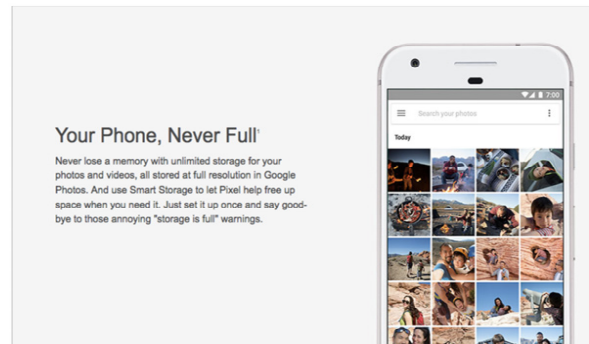 Your Phone, Never Full¹
Never lose a memory with unlimited storage for your
photos and videos, all stored at full resolution in Google
Photos. And use Smart Storage to let Pixel help free up
space when you need it. Just set it up once and say good-
bye to those annoying "storage is full" warnings.
7:00
Search your photos
Today